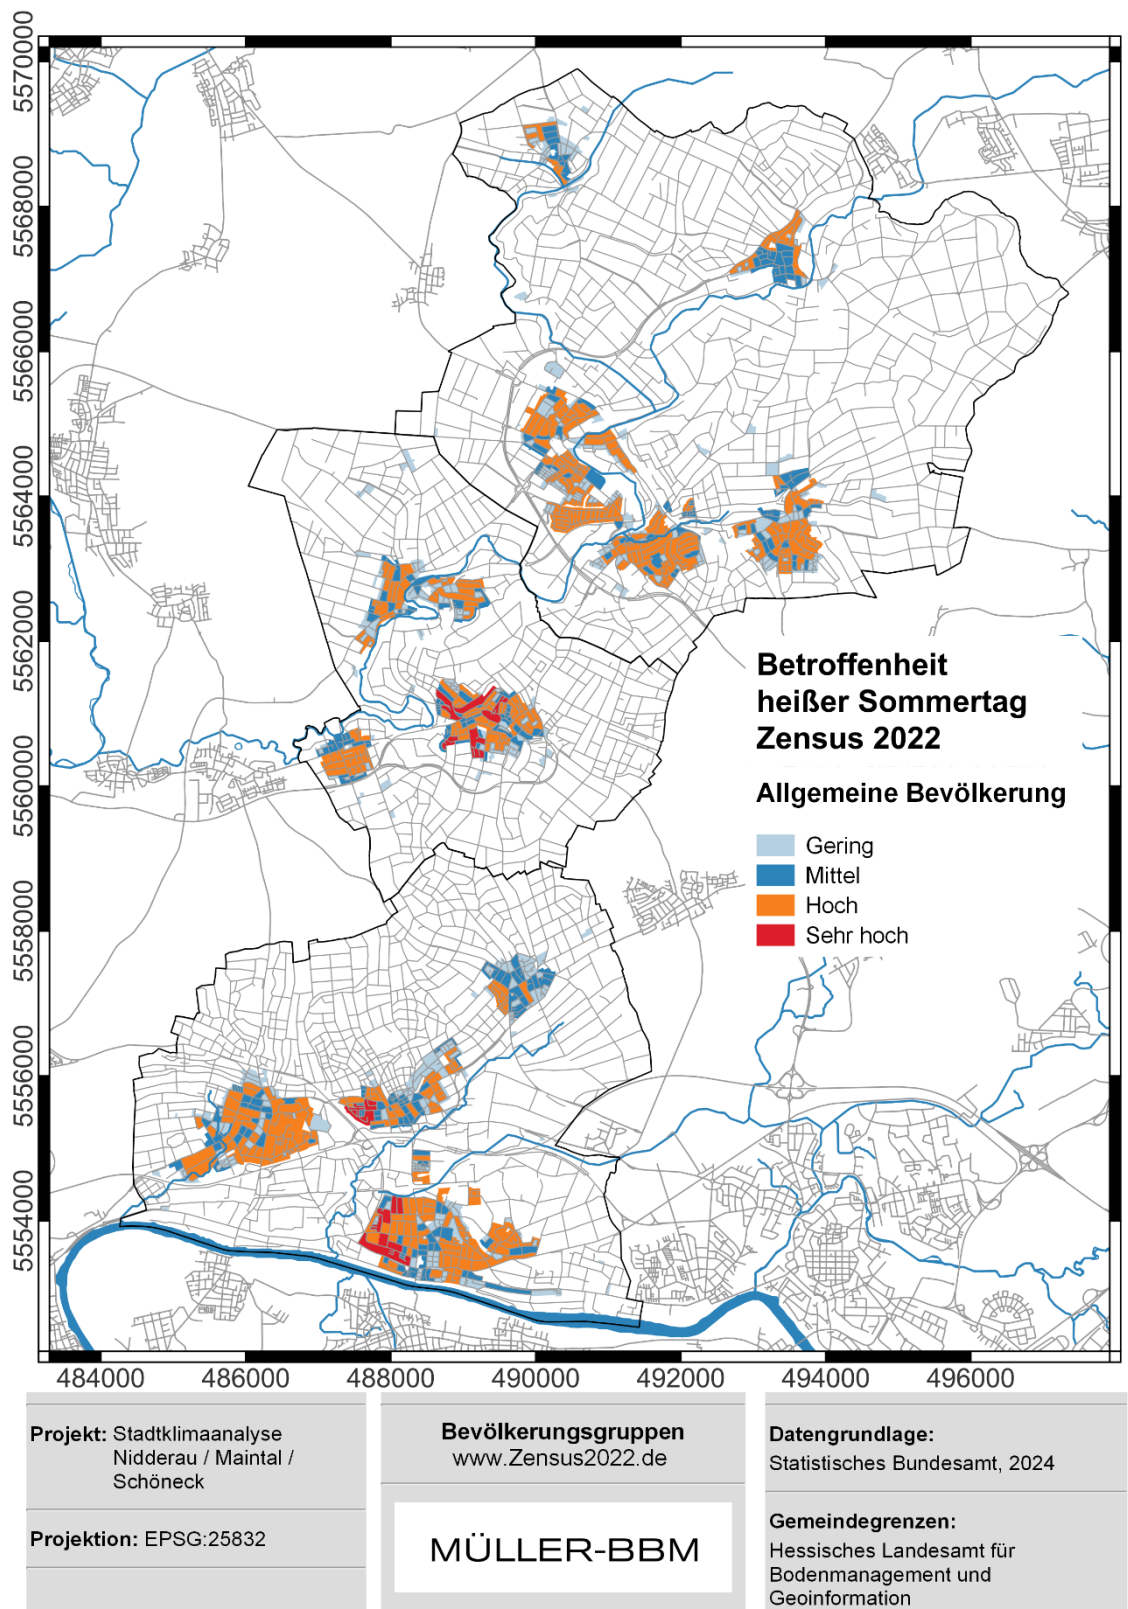 5570000
5568000
5566000
5564000
5562000
5560000
5558000
5556000
5554000
Betroffenheit
heißer Sommertag
Zensus 2022
Allgemeine Bevölkerung
Gering
Mittel
Hoch
Sehr hoch
484000 486000 488000 490000 492000 494000 496000
Projekt: Stadtklimaanalyse
Nidderau / Maintal /
Schöneck
Projektion: EPSG:25832
Bevölkerungsgruppen
www.Zensus2022.de
MÜLLER-BBM
Datengrundlage:
Statistisches Bundesamt, 2024
Gemeindegrenzen:
Hessisches Landesamt für
Bodenmanagement und
Geoinformation